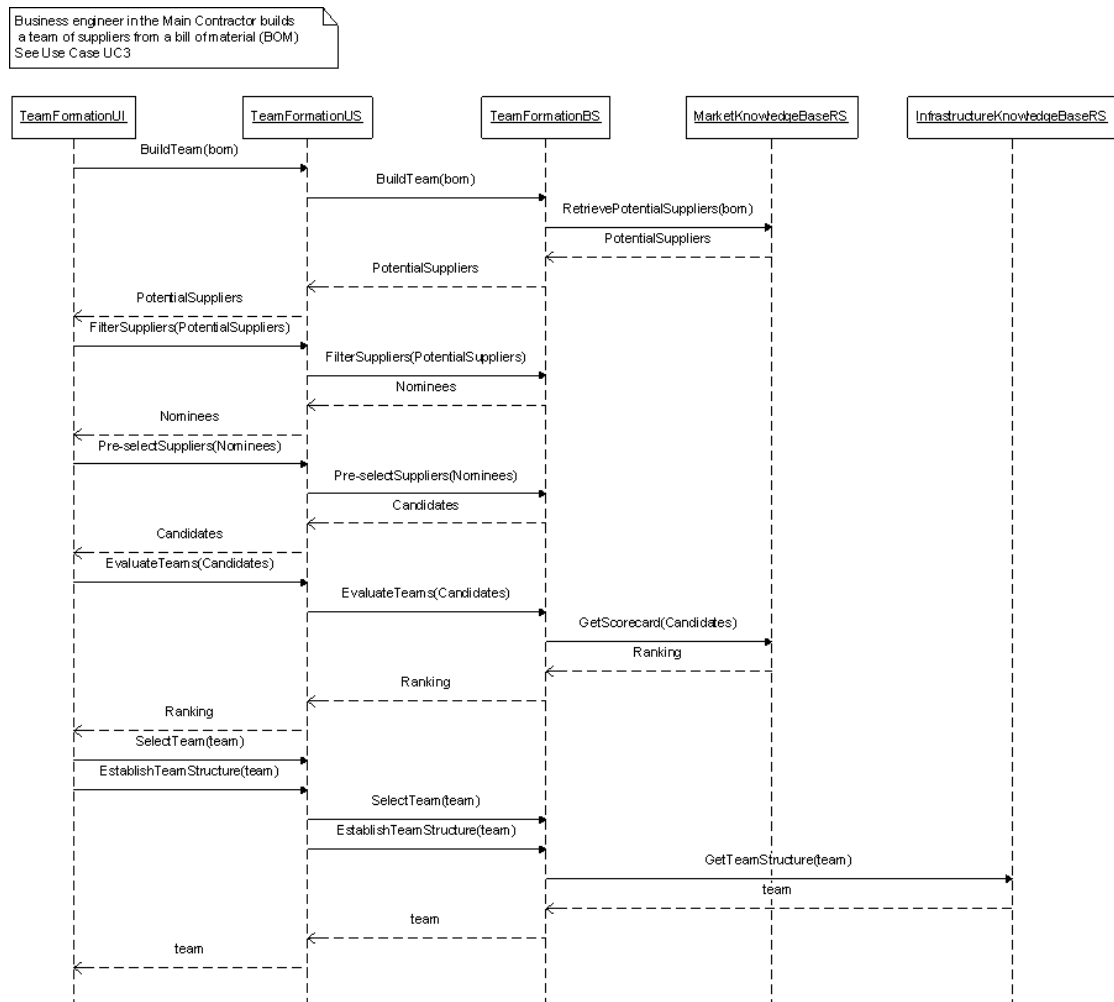 Business engineer in the Main Contractor builds
a team of suppliers from a bill of material (BOM)
See Use Case UC3
TeamFormationUI
TeamFormationUS
TeamFormationBS
MarketKnowledgeBaseRS
InfrastructureKnowledgeBaseRS
BuildTeam(bom)
BuildTeam(bom)
RetrievePotentialSuppliers(bom)
PotentialSuppliers
PotentialSuppliers
PotentialSuppliers
FilterSuppliers(PotentialSuppliers)
FilterSuppliers(PotentialSuppliers)
Nominees
Nominees
Pre-selectSuppliers(Nominees)
Pre-selectSuppliers(Nominees)
Candidates
Candidates
EvaluateTeams(Candidates)
EvaluateTeams(Candidates)
GetScorecard(Candidates)
Ranking
Ranking
Ranking
SelectTeam(team)
EstablishTeamStructure(team)
SelectTeam(team)
EstablishTeamStructure(team)
GetTeamStructure(team)
team
team
team